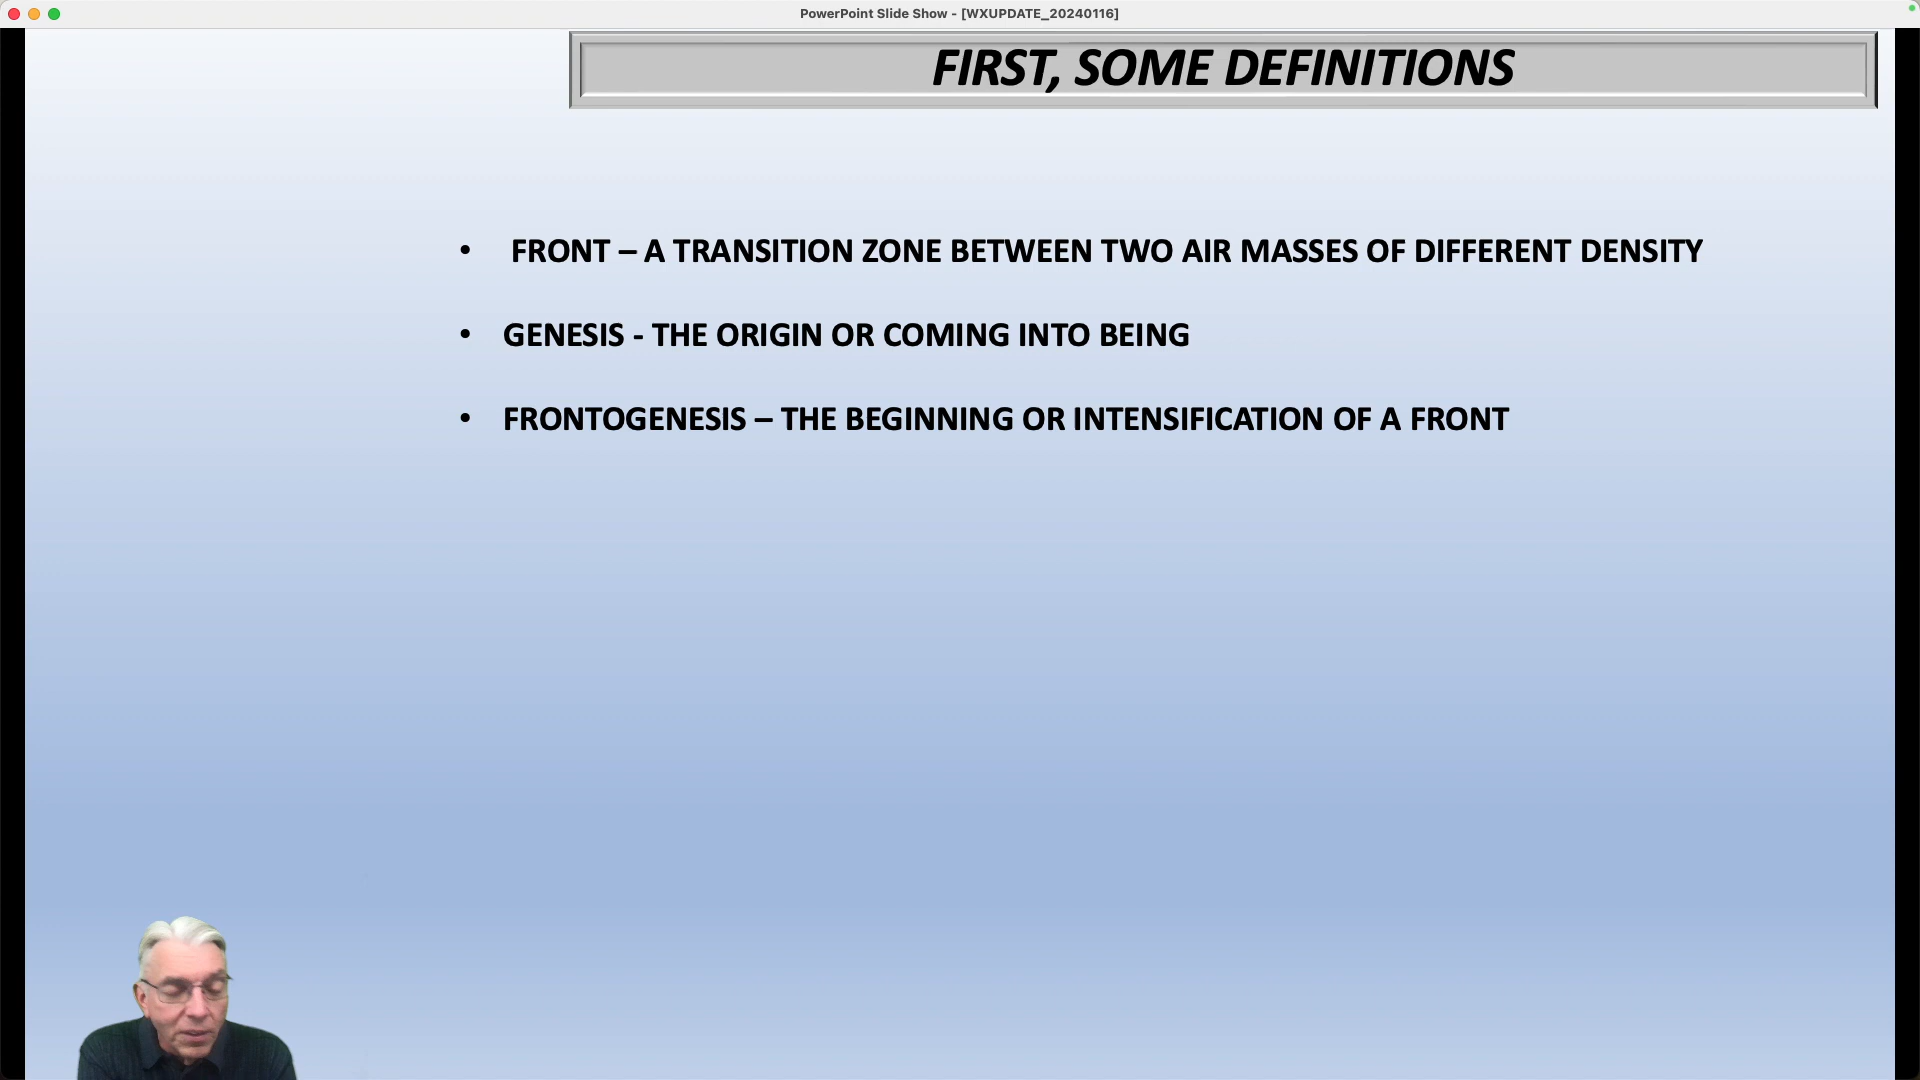 PowerPoint Slide Show - [WXUPDATE_20240116]
FIRST, SOME DEFINITIONS
• FRONT – A TRANSITION ZONE BETWEEN TWO AIR MASSES OF DIFFERENT DENSITY
• GENESIS - THE ORIGIN OR COMING INTO BEING
• FRONTOGENESIS – THE BEGINNING OR INTENSIFICATION OF A FRONT